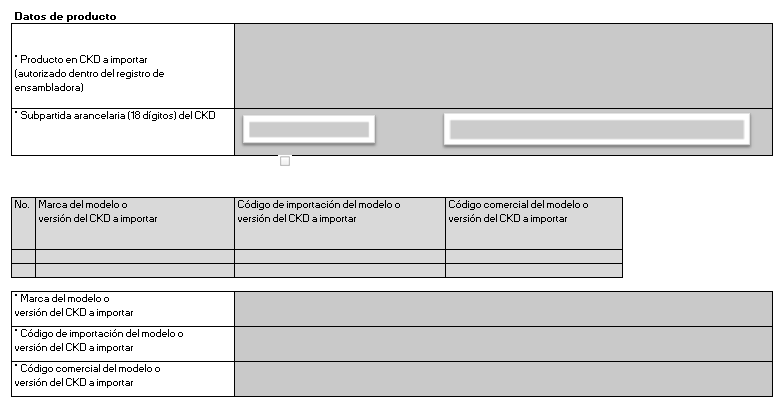 Datos de producto
* Producto en CKD a importar
(autorizado dentro del registro de
ensambladora)
* Subpartida arancelaria (18 dígitos) del CKD
No.
Marca del modelo o
versión del CKD a importar
Código de importación del modelo o
versión del CKD a importar
Código comercial del modelo o
versión del CKD a importar
* Marca del modelo o
versión del CKD a importar
* Código de importación del modelo o
versión del CKD a importar
* Código comercial del modelo o
versión del CKD a importar